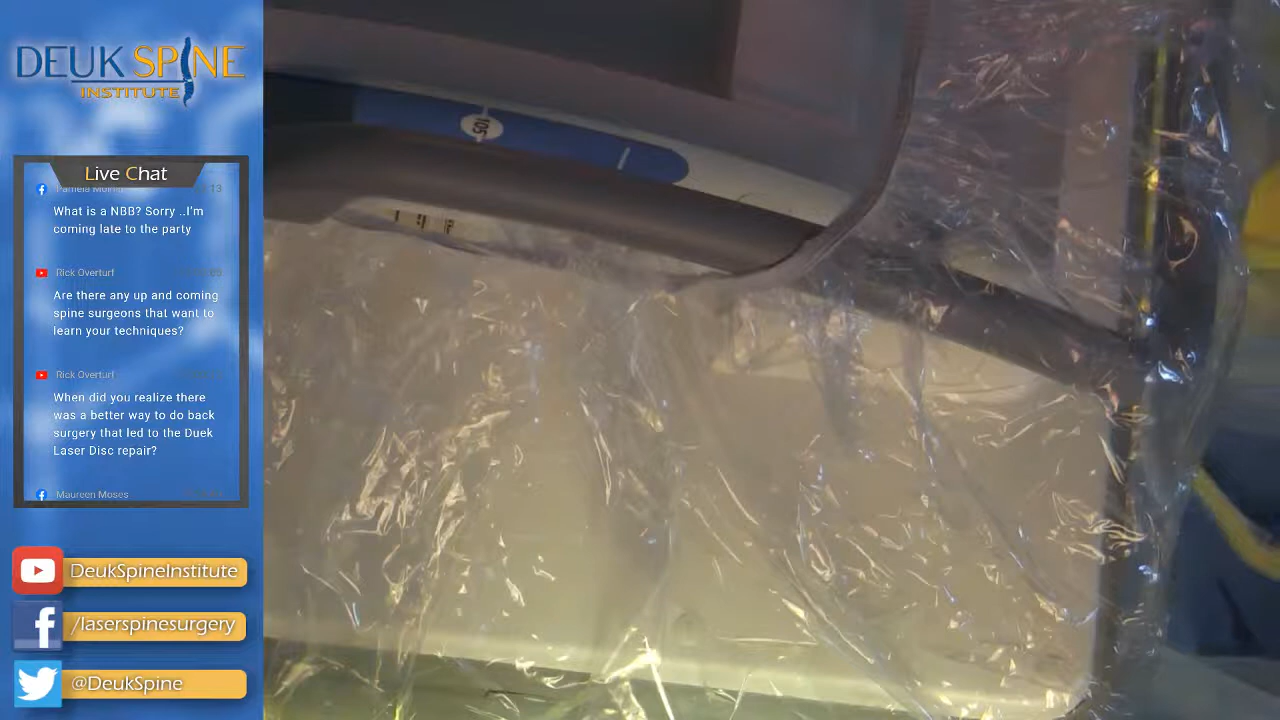 DEUK SPINE
INSTITUTE
Live Chat
What is a NBB? Sorry ..I'm
coming late to the party
Rick Overturf
Are there any up and coming
spine surgeons that want to
learn your techniques?
Rick Overturf
When did you realize there
was a better way to do back
surgery that led to the Duek
Laser Disc repair?
Maureen Moses
DeukSpineInstitute
/laserspinesurgery
@DeukSpine
105